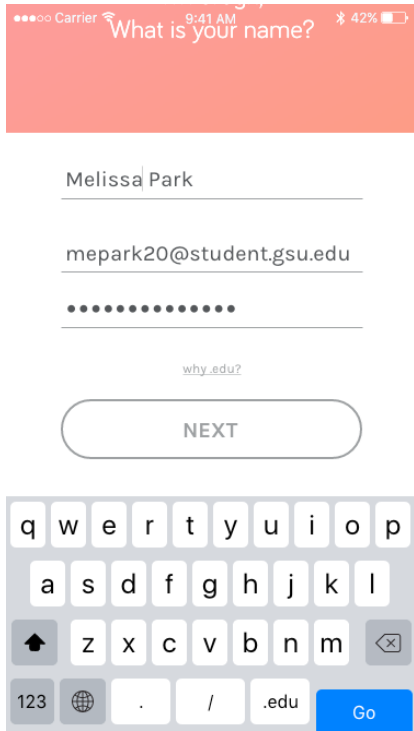 Carrier 9:41 AM 42%
What is your name?
Melissa Park
mepark20@student.gsu.edu
••••••••••••••
why .edu?
NEXT
q w e r t y u i o p
a s d f g h j k l
z x c v b n m
123 . / .edu Go